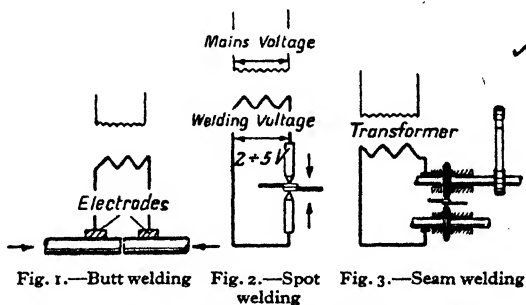 Mains Voltage
Welding Voltage
2÷5V
Transformer
Electrodes
Fig. 1.—Butt welding
Fig. 2.—Spot
welding
Fig. 3.—Seam welding